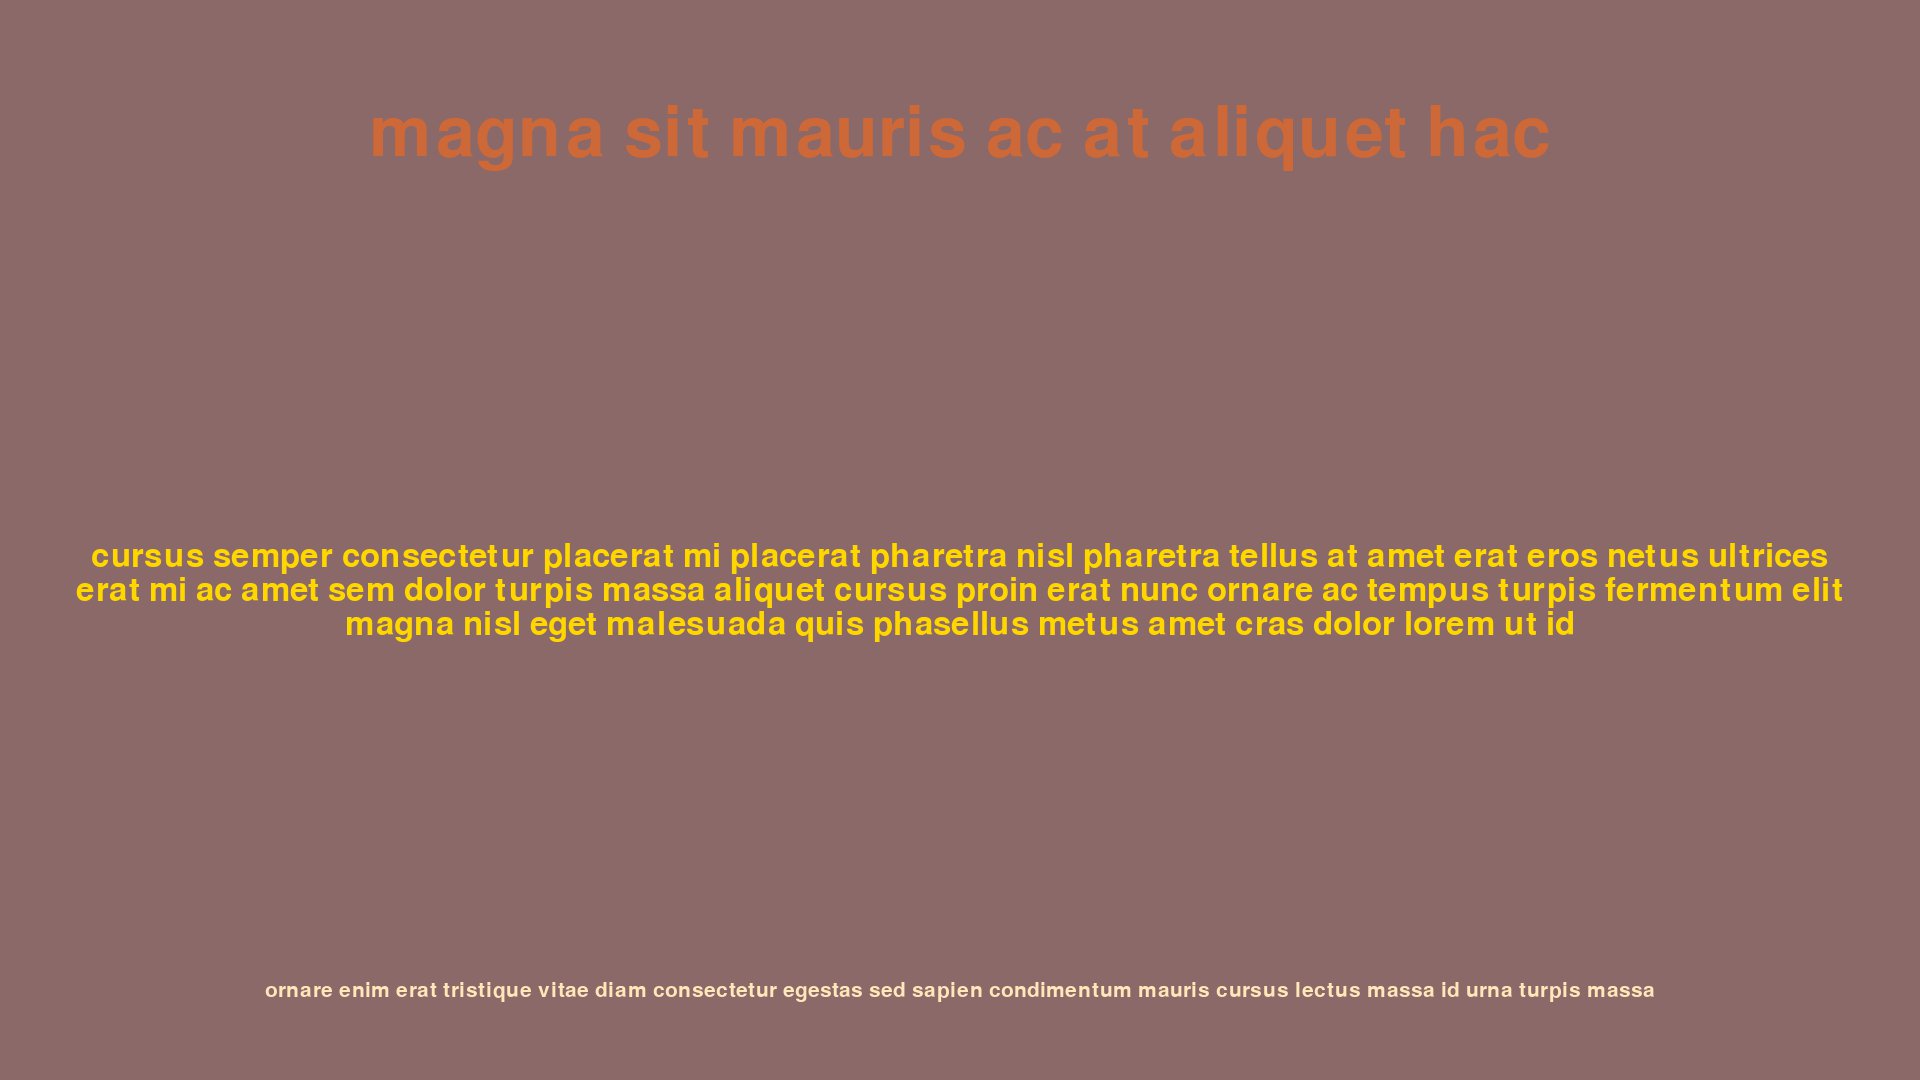 magna sit mauris ac at aliquet hac
cursus semper consectetur placerat mi placerat pharetra nisl pharetra tellus at amet erat eros netus ultrices
erat mi ac amet sem dolor turpis massa aliquet cursus proin erat nunc ornare ac tempus turpis fermentum elit
magna nisl eget malesuada quis phasellus metus amet cras dolor lorem ut id
ornare enim erat tristique vitae diam consectetur egestas sed sapien condimentum mauris cursus lectus massa id urna turpis massa